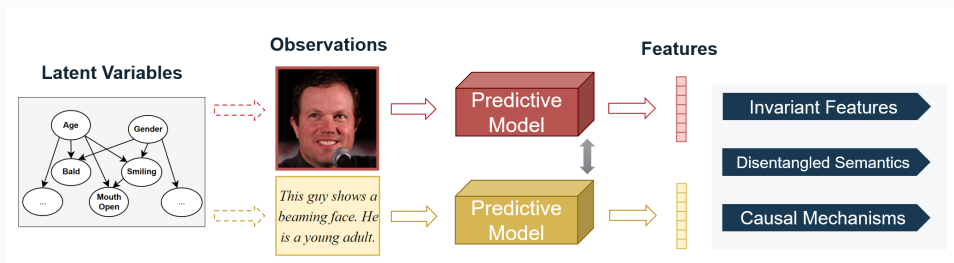 Observations
Features
Latent Variables
Age
Gender
Bald
Smiling
...
Mouth
Open
...
Predictive
Model
This guy shows a
beaming face. He
is a young adult.
Predictive
Model
Invariant Features
Disentangled Semantics
Causal Mechanisms